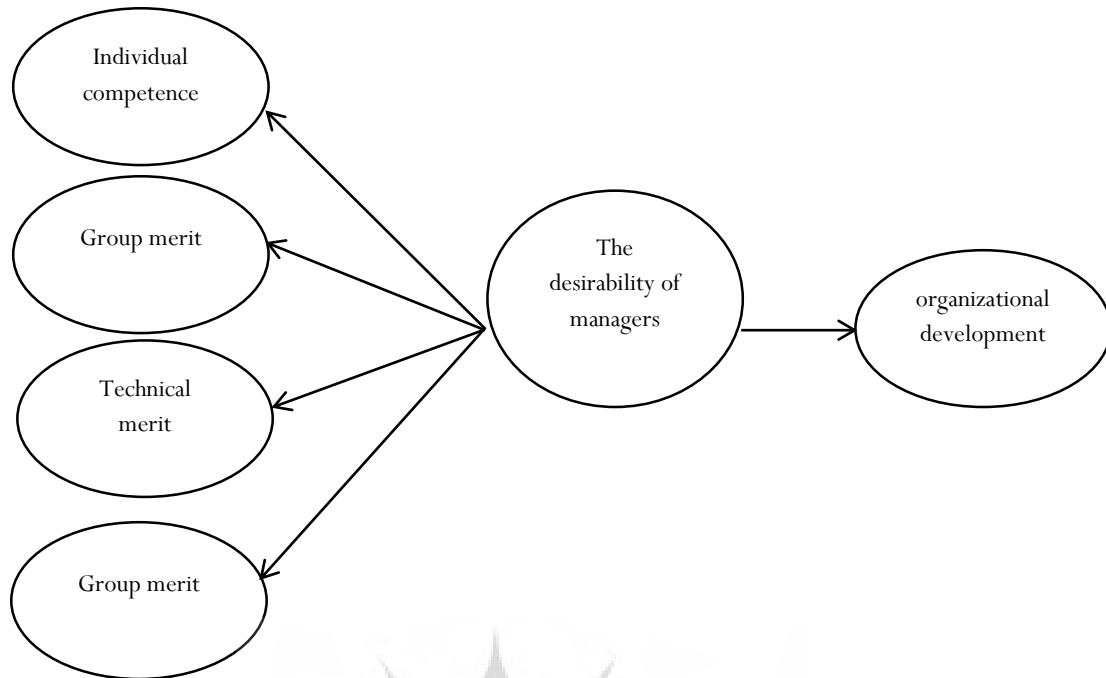 Individual
competence
Group merit
Technical
merit
Group merit
The
desirability of
managers
organizational
development